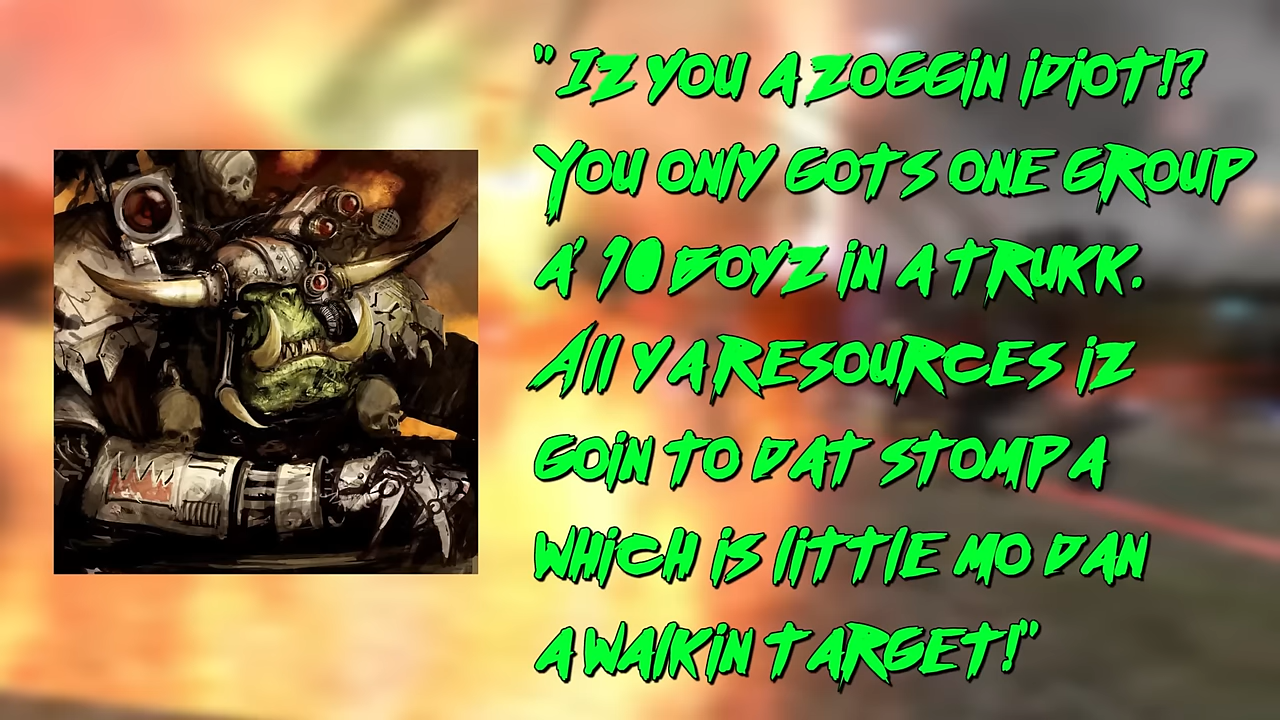 " Iz you a zoggin idiot!?
You only gots one group
a' 10 boyz in a trukk.
All ya resources iz
goin to dat stompa
which is little mo dan
a walkin target!"